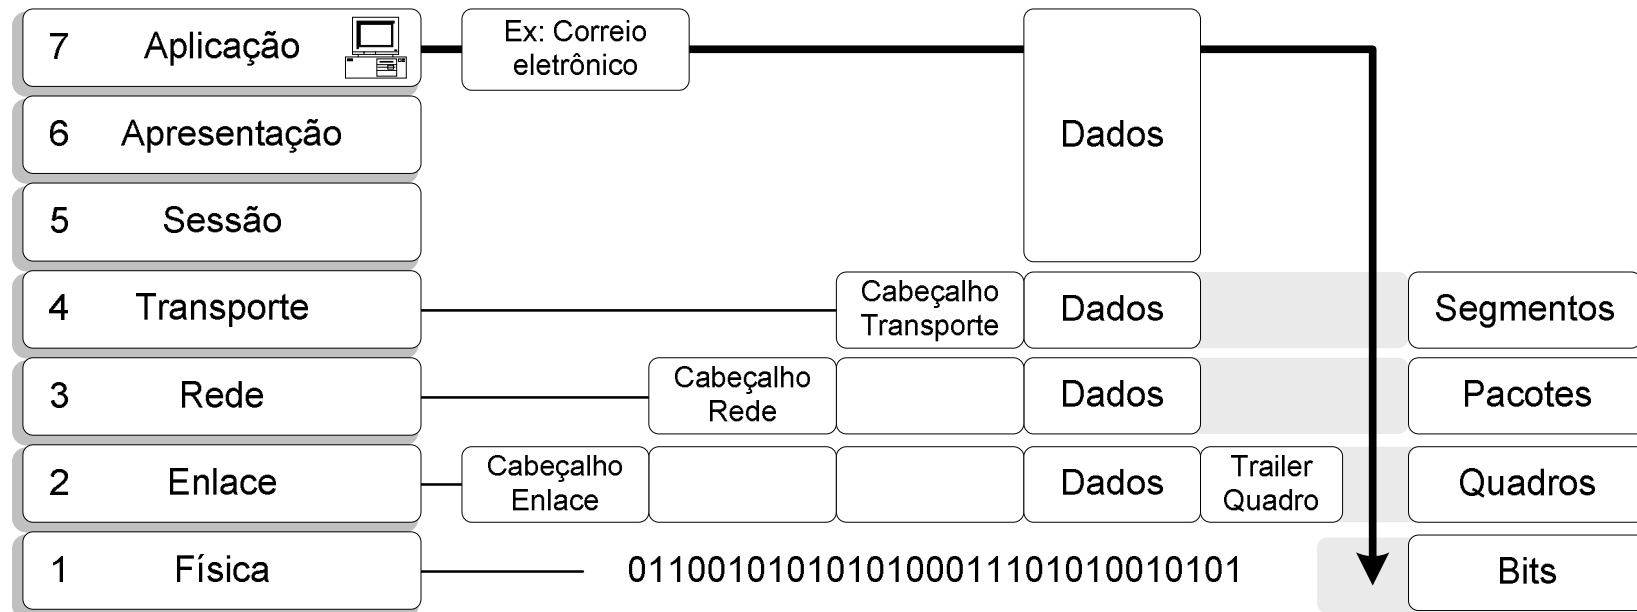 7 Aplicação
Ex: Correio
eletrônico
6 Apresentação
Dados
5 Sessão
4 Transporte
Cabeçalho
Transporte
Dados
Segmentos
3 Rede
Cabeçalho
Rede
Dados
Pacotes
2 Enlace
Cabeçalho
Enlace
Dados
Trailer
Quadro
Quadros
1 Física
0110010101010100011101010010101
Bits